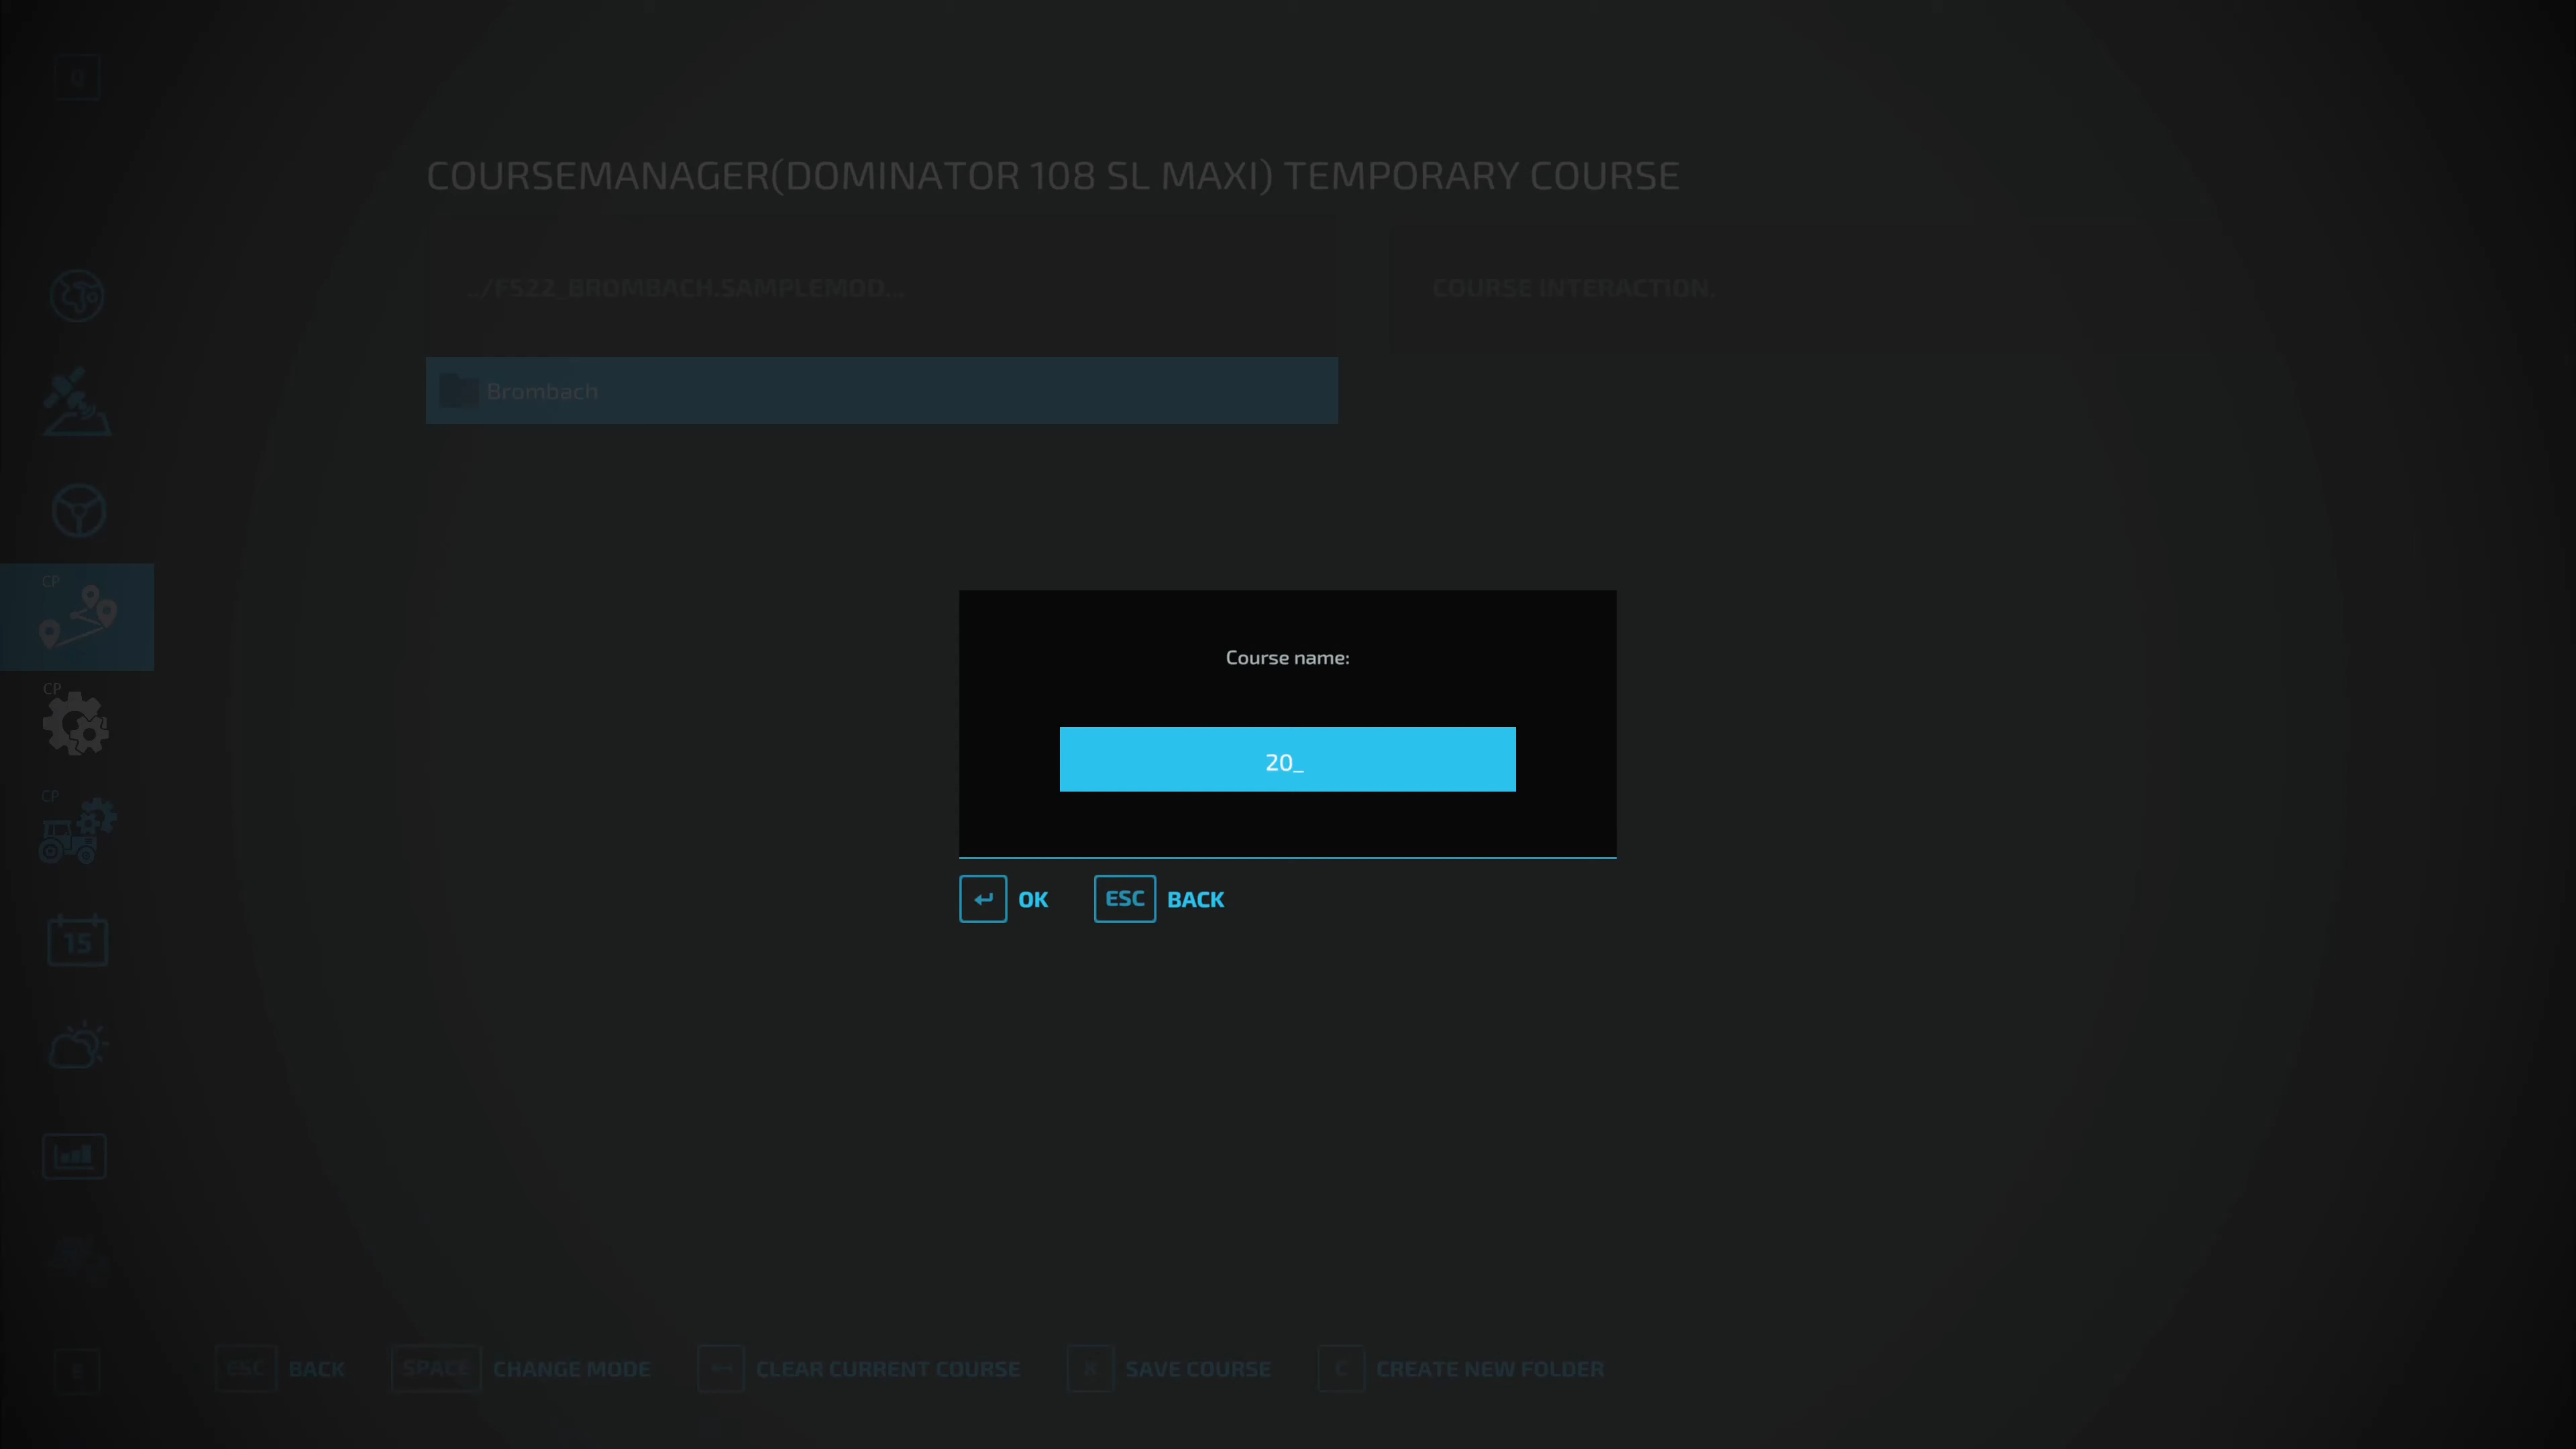 Q
COURSEMANAGER(DOMINATOR 108 SL MAXI) TEMPORARY COURSE
../FS22_BROMBACH.SAMPLEMOD...
COURSE INTERACTION.
Brombach
CP
CP
CP
15
Course name:
20_
OK
ESC BACK
E
ESC BACK
SPACE CHANGE MODE
CLEAR CURRENT COURSE
SAVE COURSE
C CREATE NEW FOLDER